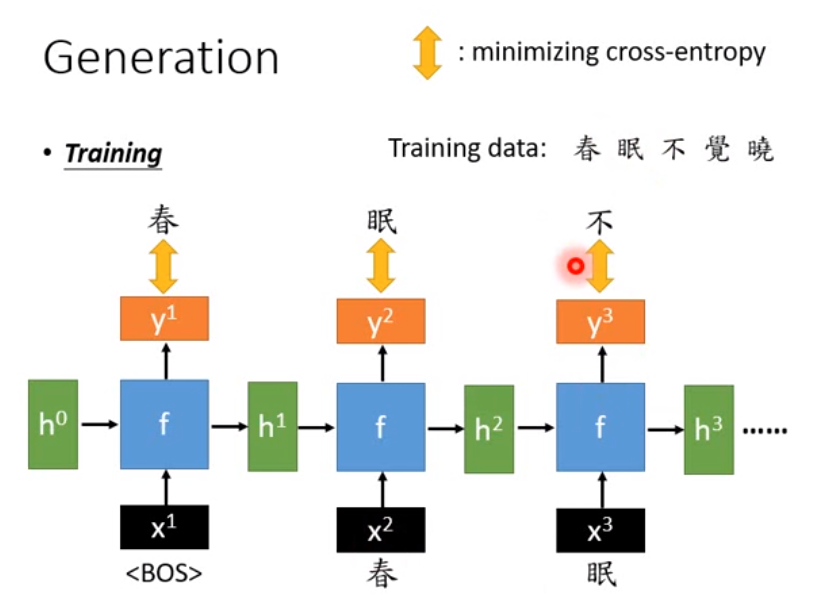 Generation
: minimizing cross-entropy
• Training
Training data: 春 眠 不 覺 曉
春 眠 不
y¹ y² y³
h⁰ f h¹ f h² f h³ ......
x¹ x² x³
<BOS> 春 眠